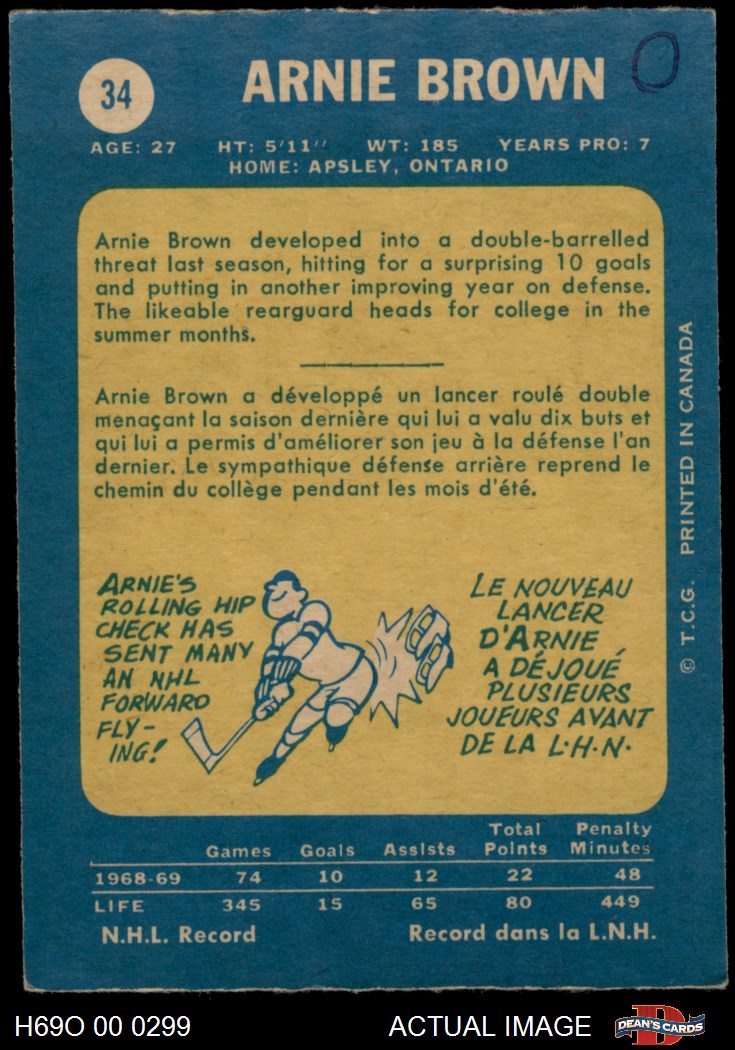 34
ARNIE BROWN
AGE: 27 HT: 5'11" WT: 185 YEARS PRO: 7
HOME: APSLEY, ONTARIO
Arnie Brown developed into a double-barrelled
threat last season, hitting for a surprising 10 goals
and putting in another improving year on defense.
The likeable rearguard heads for college in the
summer months.
Arnie Brown a développé un lancer roulé double
menaçant la saison dernière qui lui a valu dix buts et
qui lui a permis d'améliorer son jeu à la défense l'an
dernier. Le sympathique défense arrière reprend le
chemin du collège pendant les mois d'été.
ARNIE'S
ROLLING HIP
CHECK HAS
SENT MANY
AN NHL
FORWARD
FLY-
ING!
LE NOUVEAU
LANCER
D'ARNIE
A DÉJOUÉ
PLUSIEURS
JOUEURS AVANT
DE LA L.H.N.
© T.C.G. PRINTED IN CANADA
Games Goals Assists Total Points Penalty Minutes
1968-69 74 10 12 22 48
LIFE 345 15 65 80 449
N.H.L. Record Record dans la L.N.H.
H69O 00 0299 ACTUAL IMAGE D DEAN'S CARDS